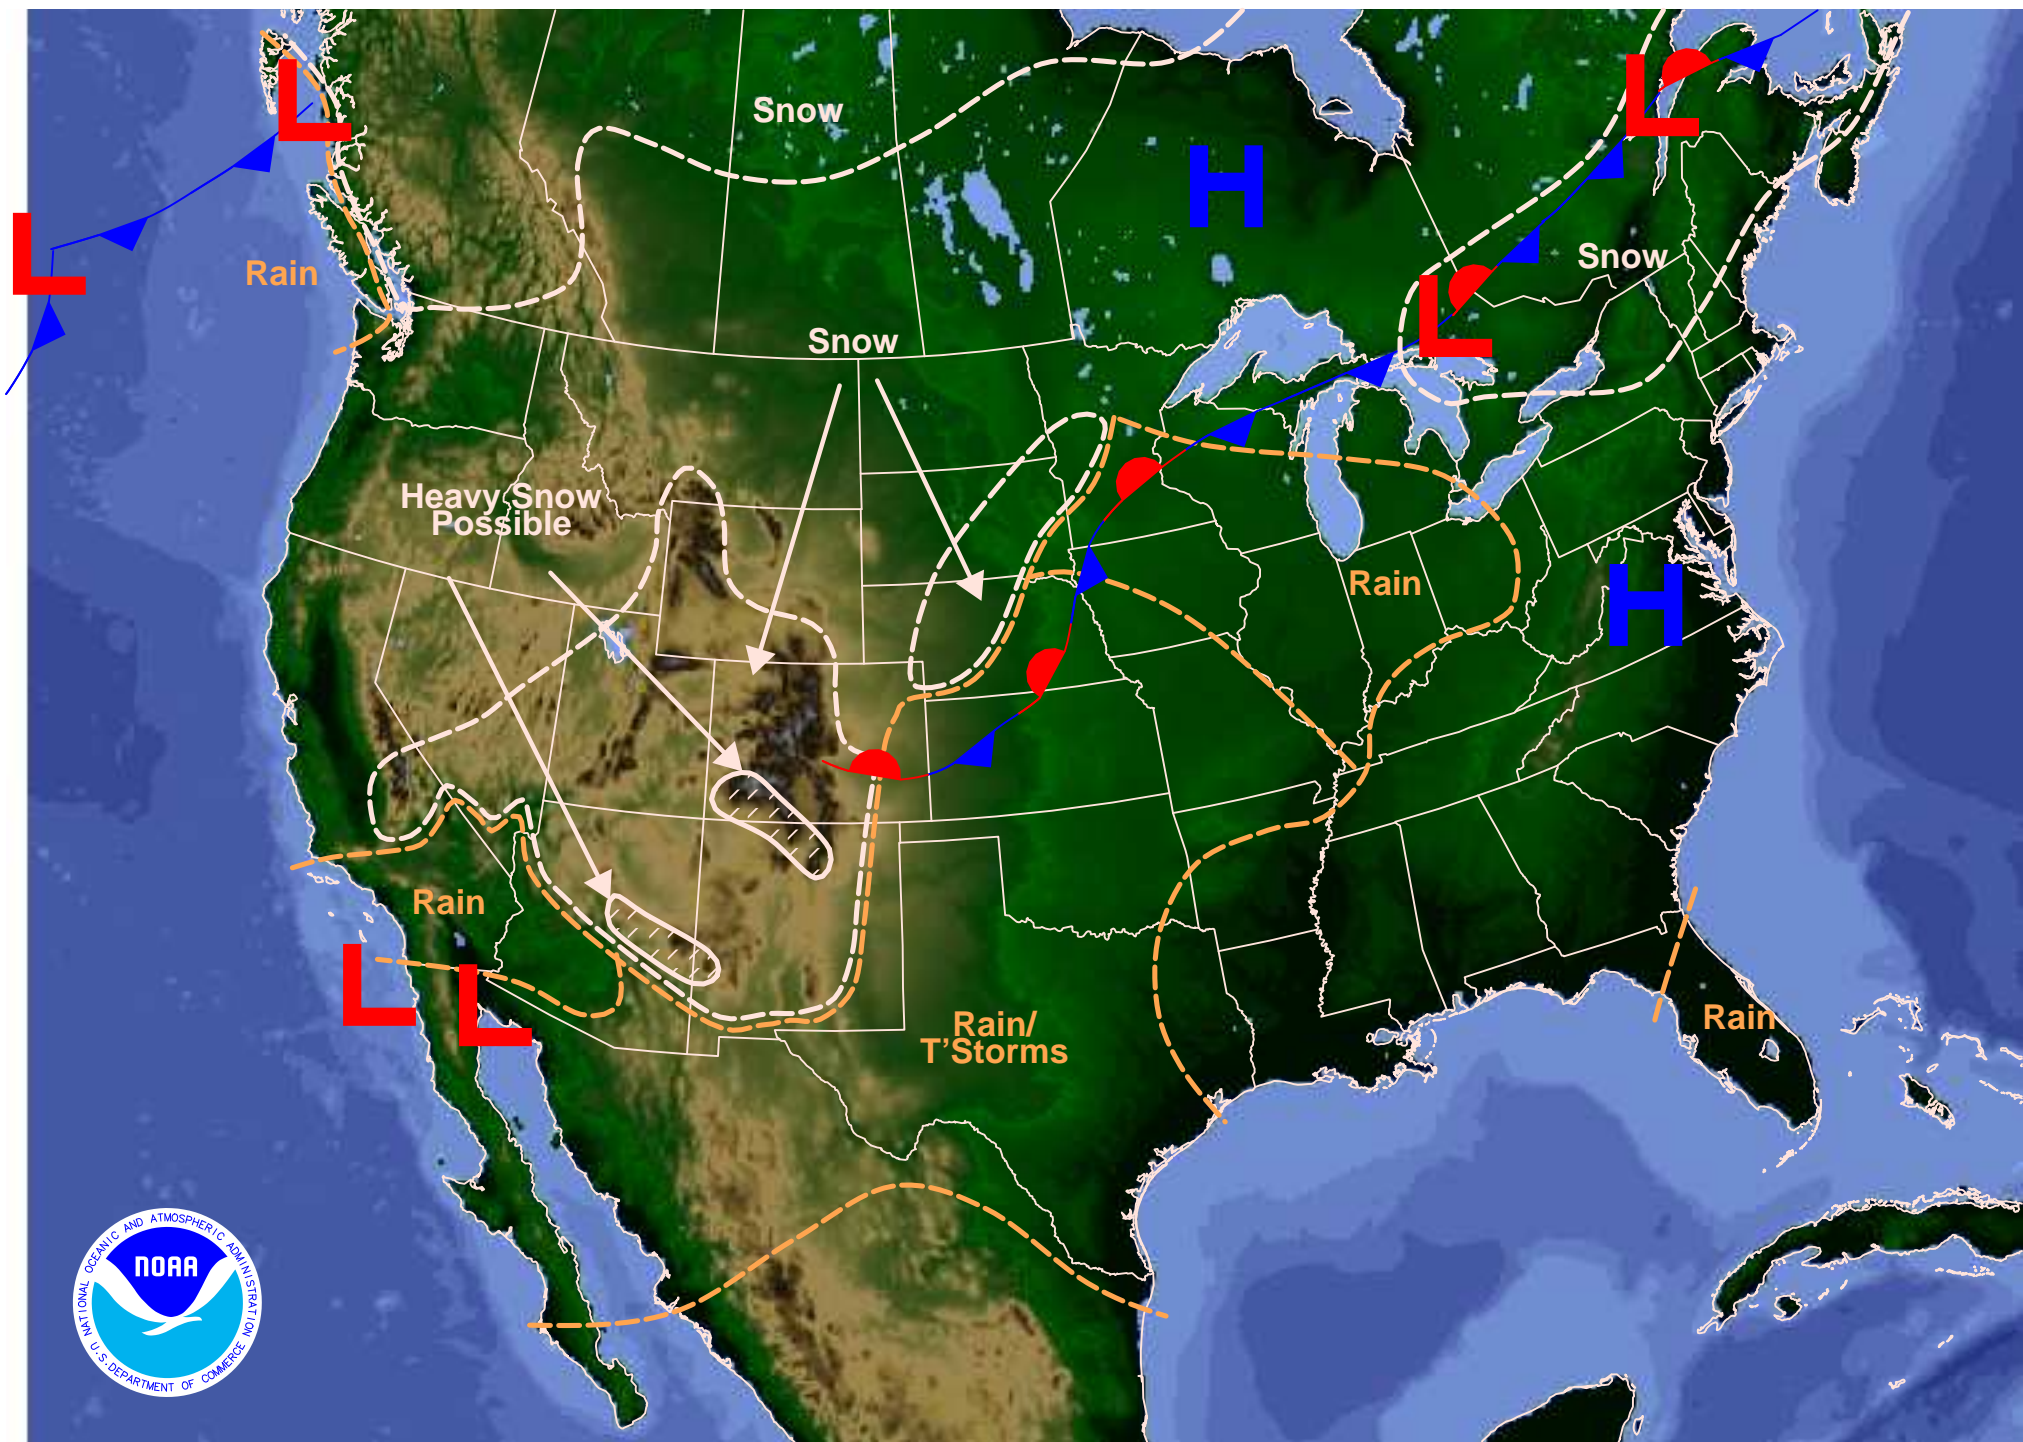 L
Snow
L
H
L
Snow
Rain
L
Snow
Heavy Snow
Possible
Rain
H
Rain
L
L
Rain/
T'Storms
Rain
NATIONAL OCEANIC AND ATMOSPHERIC ADMINISTRATION
NOAA
U.S. DEPARTMENT OF COMMERCE